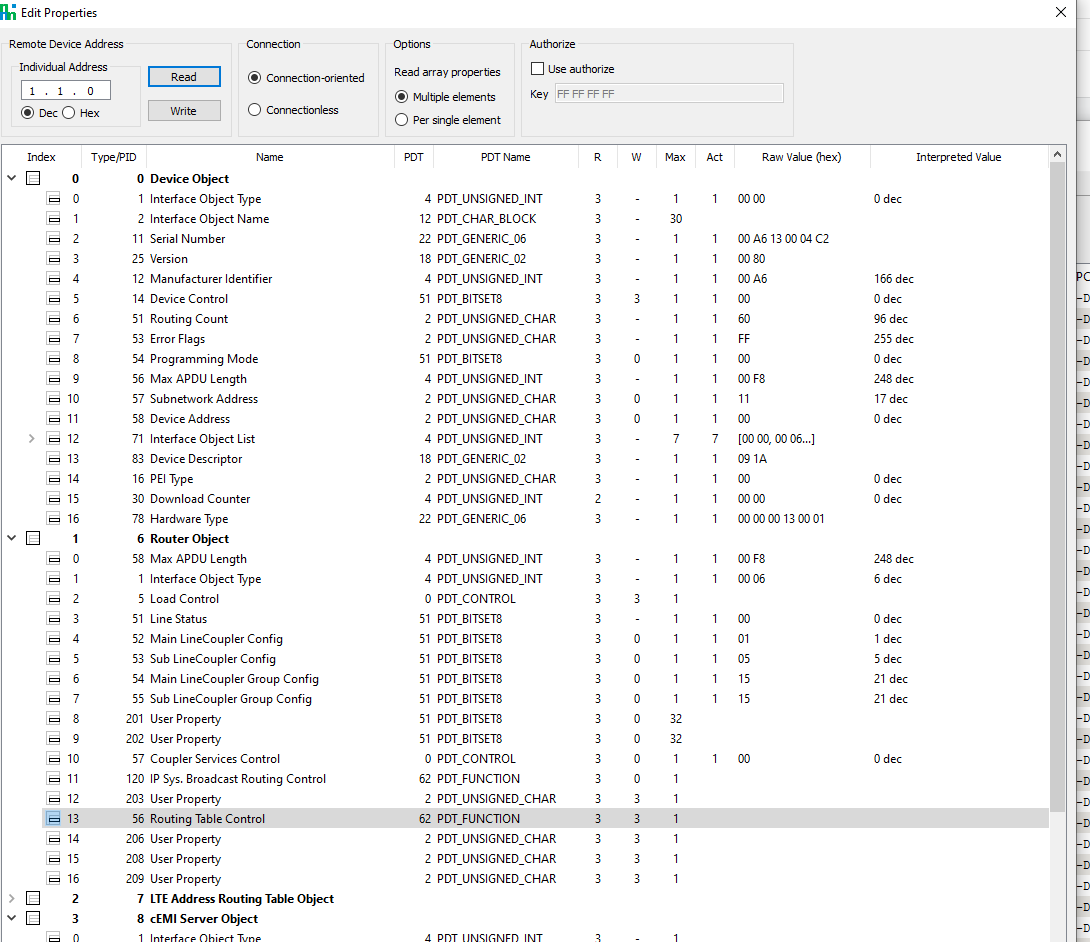 Edit Properties
Remote Device Address Connection Options Authorize
Individual Address Read Connection-oriented Read array properties Use authorize
1 . 1 . 0 Multiple elements Key FF FF FF FF
Dec Hex Write Connectionless Per single element
Index Type/PID Name PDT PDT Name R W Max Act Raw Value (hex) Interpreted Value
0 0 Device Object
0 1 Interface Object Type 4 PDT_UNSIGNED_INT 3 - 1 1 00 00 0 dec
1 2 Interface Object Name 12 PDT_CHAR_BLOCK 3 - 30
2 11 Serial Number 22 PDT_GENERIC_06 3 - 1 1 00 A6 13 00 04 C2
3 25 Version 18 PDT_GENERIC_02 3 - 1 1 00 80
4 12 Manufacturer Identifier 4 PDT_UNSIGNED_INT 3 - 1 1 00 A6 166 dec
5 14 Device Control 51 PDT_BITSET8 3 3 1 1 00 0 dec
6 51 Routing Count 2 PDT_UNSIGNED_CHAR 3 - 1 1 60 96 dec
7 53 Error Flags 2 PDT_UNSIGNED_CHAR 3 - 1 1 FF 255 dec
8 54 Programming Mode 51 PDT_BITSET8 3 0 1 1 00 0 dec
9 56 Max APDU Length 4 PDT_UNSIGNED_INT 3 - 1 1 00 F8 248 dec
10 57 Subnetwork Address 2 PDT_UNSIGNED_CHAR 3 0 1 1 11 17 dec
11 58 Device Address 2 PDT_UNSIGNED_CHAR 3 0 1 1 00 0 dec
12 71 Interface Object List 4 PDT_UNSIGNED_INT 3 - 7 7 [00 00, 00 06...]
13 83 Device Descriptor 18 PDT_GENERIC_02 3 - 1 1 09 1A
14 16 PEI Type 2 PDT_UNSIGNED_CHAR 3 - 1 1 00 0 dec
15 30 Download Counter 4 PDT_UNSIGNED_INT 2 - 1 1 00 00 0 dec
16 78 Hardware Type 22 PDT_GENERIC_06 3 - 1 1 00 00 00 13 00 01
1 6 Router Object
0 58 Max APDU Length 4 PDT_UNSIGNED_INT 3 - 1 1 00 F8 248 dec
1 1 Interface Object Type 4 PDT_UNSIGNED_INT 3 - 1 1 00 06 6 dec
2 5 Load Control 0 PDT_CONTROL 3 3 1
3 51 Line Status 51 PDT_BITSET8 3 - 1 1 00 0 dec
4 52 Main LineCoupler Config 51 PDT_BITSET8 3 0 1 1 01 1 dec
5 53 Sub LineCoupler Config 51 PDT_BITSET8 3 0 1 1 05 5 dec
6 54 Main LineCoupler Group Config 51 PDT_BITSET8 3 0 1 1 15 21 dec
7 55 Sub LineCoupler Group Config 51 PDT_BITSET8 3 0 1 1 15 21 dec
8 201 User Property 51 PDT_BITSET8 3 0 32
9 202 User Property 51 PDT_BITSET8 3 0 32
10 57 Coupler Services Control 0 PDT_CONTROL 3 0 1 1 00 0 dec
11 120 IP Sys. Broadcast Routing Control 62 PDT_FUNCTION 3 0 1
12 203 User Property 2 PDT_UNSIGNED_CHAR 3 3 1
13 56 Routing Table Control 62 PDT_FUNCTION 3 3 1
14 206 User Property 2 PDT_UNSIGNED_CHAR 3 3 1
15 208 User Property 2 PDT_UNSIGNED_CHAR 3 3 1
16 209 User Property 2 PDT_UNSIGNED_CHAR 3 3 1
2 7 LTE Address Routing Table Object
3 8 cEMI Server Object
0 1 Interface Object Type 4 PDT_UNSIGNED_INT 3 - 1